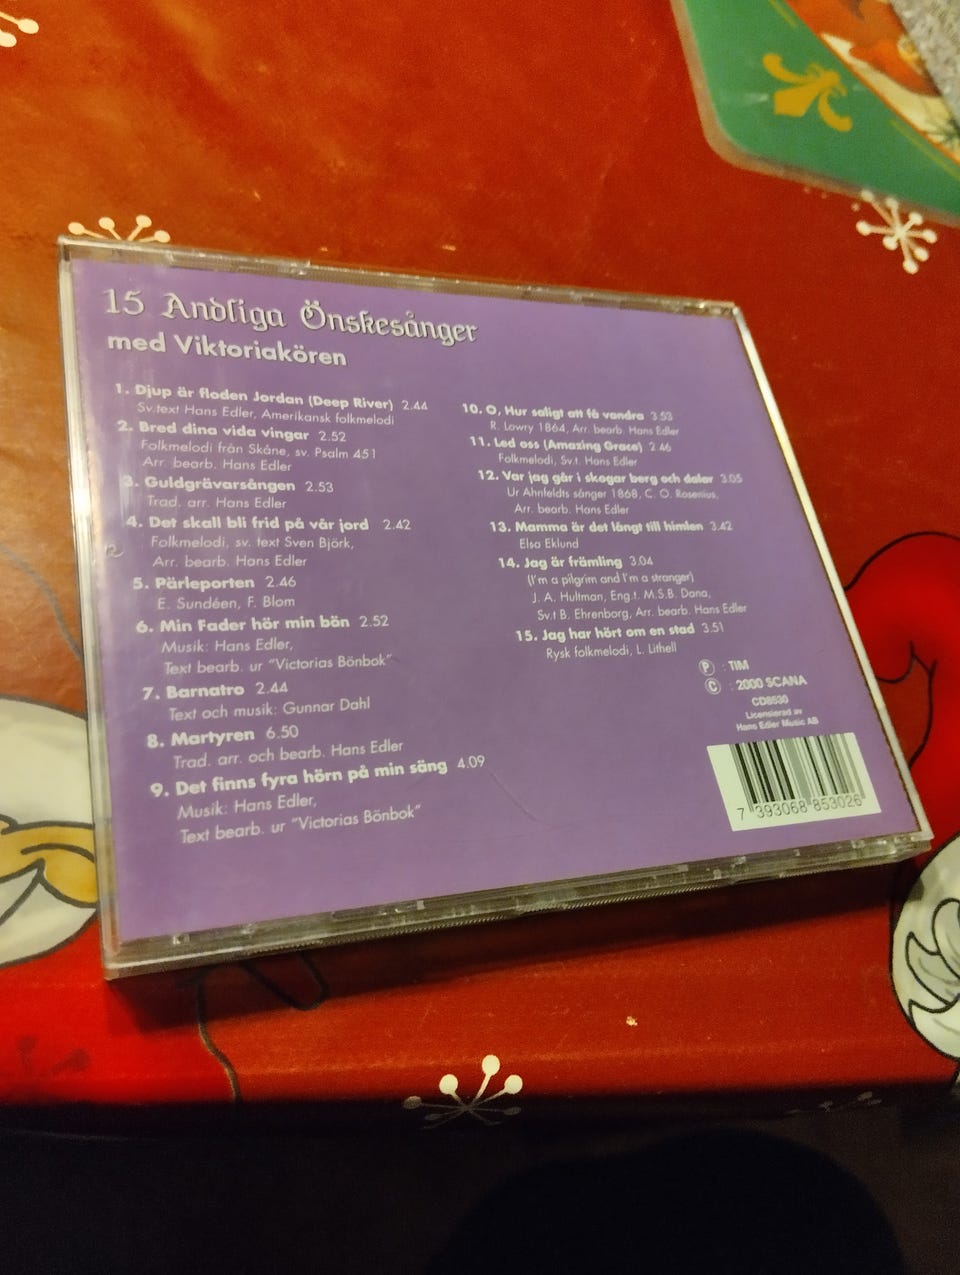 15 Andliga Önskesånger
med Viktoriakören
1. Djup är floden Jordan (Deep River) 2.44
Sv.text Hans Edler, Amerikansk folkmelodi
2. Bred dina vida vingar 2.52
Folkmelodi från Skåne, sv. Psalm 451
Arr. bearb. Hans Edler
3. Guldgrävarsången 2.53
Trad. arr. Hans Edler
4. Det skall bli frid på vår jord 2.42
Folkmelodi, sv. text Sven Björk,
Arr. bearb. Hans Edler
5. Pärleporten 2.46
E. Sundéen, F. Blom
6. Min Fader hör min bön 2.52
Musik: Hans Edler,
Text bearb. ur "Victorias Bönbok"
7. Barnatro 2.44
Text och musik: Gunnar Dahl
8. Martyren 6.50
Trad. arr. och bearb. Hans Edler
9. Det finns fyra hörn på min säng 4.09
Musik: Hans Edler,
Text bearb. ur "Victorias Bönbok"
10. O, Hur saligt att få vandra 3.53
R. Lowry 1864, Arr. bearb. Hans Edler
11. Led oss (Amazing Grace) 2.46
Folkmelodi, Sv.t. Hans Edler
12. Var jag går i skogar berg och dalar 3.05
Ur Ahnfeldts sånger 1868, C. O. Rosenius,
Arr. bearb. Hans Edler
13. Mamma är det långt till himlen 3.42
Elsa Eklund
14. Jag är främling 3.04
(I'm a pilgrim and I'm a stranger)
J. A. Hultman, Eng.t. M.S.B. Dana,
Sv.t B. Ehrenborg, Arr. bearb. Hans Edler
15. Jag har hört om en stad 3.51
Rysk folkmelodi, L. Lithell
Ⓟ : TIM
© : 2000 SCANA
CD8530
Licensierad av
Hans Edler Music AB
7 393068 853026